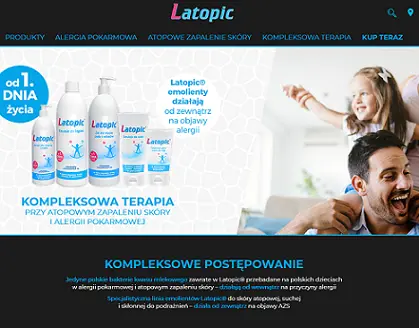 Latopic
PRODUKTY ALERGIA POKARMOWA ATOPOWE ZAPALENIE SKÓRY KOMPLEKSOWA TERAPIA KUP TERAZ
od 1.
DNIA
życia
Latopic®
emolienty
działają
od zewnątrz
na objawy
alergii
Latopic
Latopic
Latopic
Latopic
Latopic
KOMPLEKSOWA TERAPIA
PRZY ATOPOWYM ZAPALENIU SKÓRY
I ALERGII POKARMOWEJ
KOMPLEKSOWE POSTĘPOWANIE
Jedyne polskie bakterie kwasu mlekowego zawarte w Latopic® przebadane na polskich dzieciach
w alergii pokarmowej i atopowym zapaleniu skóry – działają od wewnątrz na przyczyny alergii
Specjalistyczna linia emolientów Latopic® do skóry atopowej, suchej
i skłonnej do podrażnień – działa od zewnątrz na objawy AZS